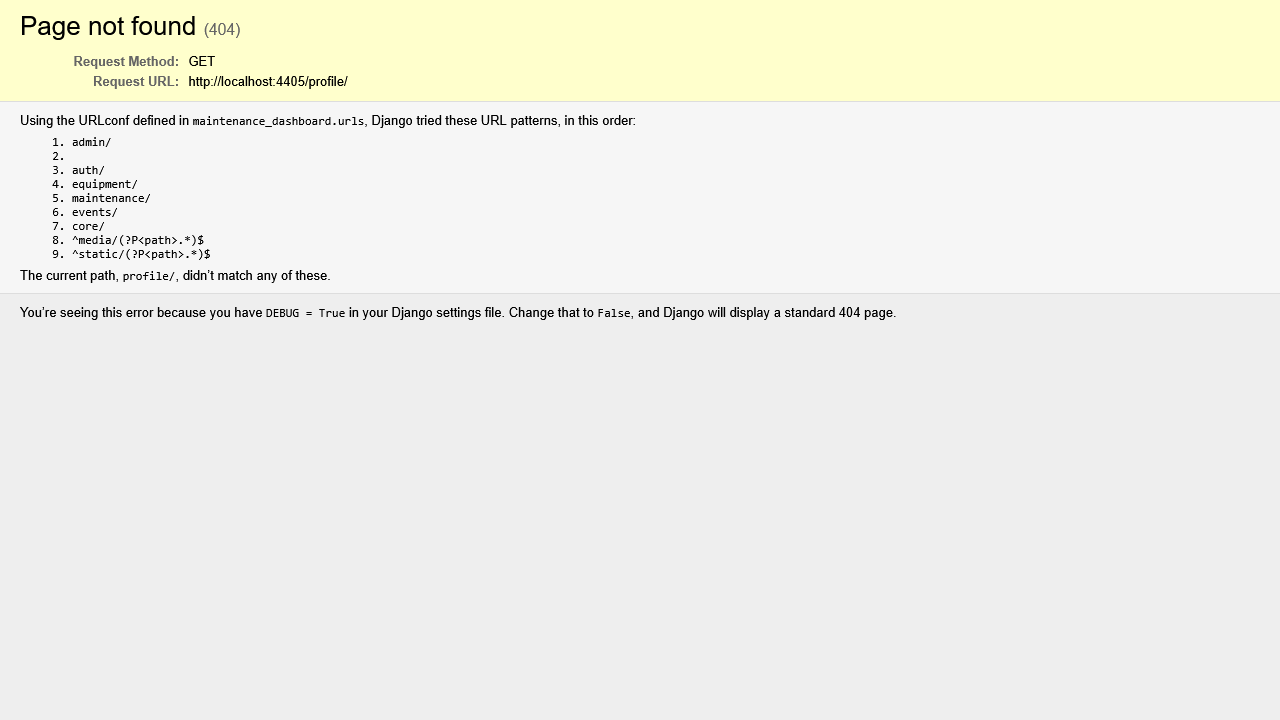 Page not found (404)
Request Method: GET
Request URL: http://localhost:4405/profile/
Using the URLconf defined in maintenance_dashboard.urls, Django tried these URL patterns, in this order:
1. admin/
2.
3. auth/
4. equipment/
5. maintenance/
6. events/
7. core/
8. ^media/(?P<path>.*)$
9. ^static/(?P<path>.*)$
The current path, profile/, didn’t match any of these.
You’re seeing this error because you have DEBUG = True in your Django settings file. Change that to False, and Django will display a standard 404 page.